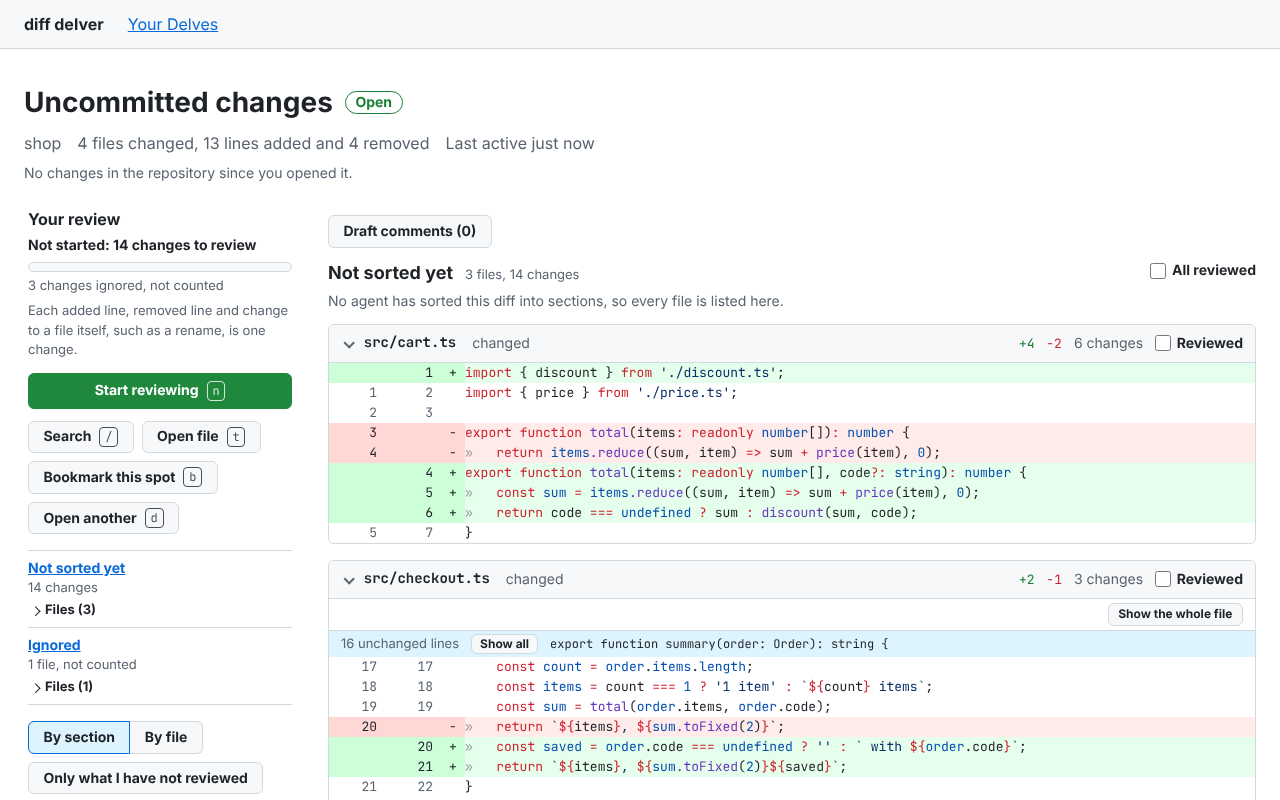 diff delver Your Delves
Uncommitted changes Open
shop 4 files changed, 13 lines added and 4 removed Last active just now
No changes in the repository since you opened it.
Your review
Not started: 14 changes to review
3 changes ignored, not counted
Each added line, removed line and change
to a file itself, such as a rename, is one
change.
Start reviewing n
Search / Open file t
Bookmark this spot b
Open another d
Not sorted yet
14 changes
Files (3)
Ignored
1 file, not counted
Files (1)
By section By file
Only what I have not reviewed
Draft comments (0)
Not sorted yet 3 files, 14 changes All reviewed
No agent has sorted this diff into sections, so every file is listed here.
src/cart.ts changed +4 -2 6 changes Reviewed
1 + import { discount } from './discount.ts';
1 2 import { price } from './price.ts';
2 3
3 - export function total(items: readonly number[]): number {
4 - » return items.reduce((sum, item) => sum + price(item), 0);
4 + export function total(items: readonly number[], code?: string): number {
5 + » const sum = items.reduce((sum, item) => sum + price(item), 0);
6 + » return code === undefined ? sum : discount(sum, code);
5 7 }
src/checkout.ts changed +2 -1 3 changes Reviewed
Show the whole file
16 unchanged lines Show all export function summary(order: Order): string {
17 17 const count = order.items.length;
18 18 const items = count === 1 ? '1 item' : `${count} items`;
19 19 const sum = total(order.items, order.code);
20 - » return `${items}, ${sum.toFixed(2)}`;
20 + » const saved = order.code === undefined ? '' : ` with ${order.code}`;
21 + » return `${items}, ${sum.toFixed(2)}${saved}`;
21 22 }